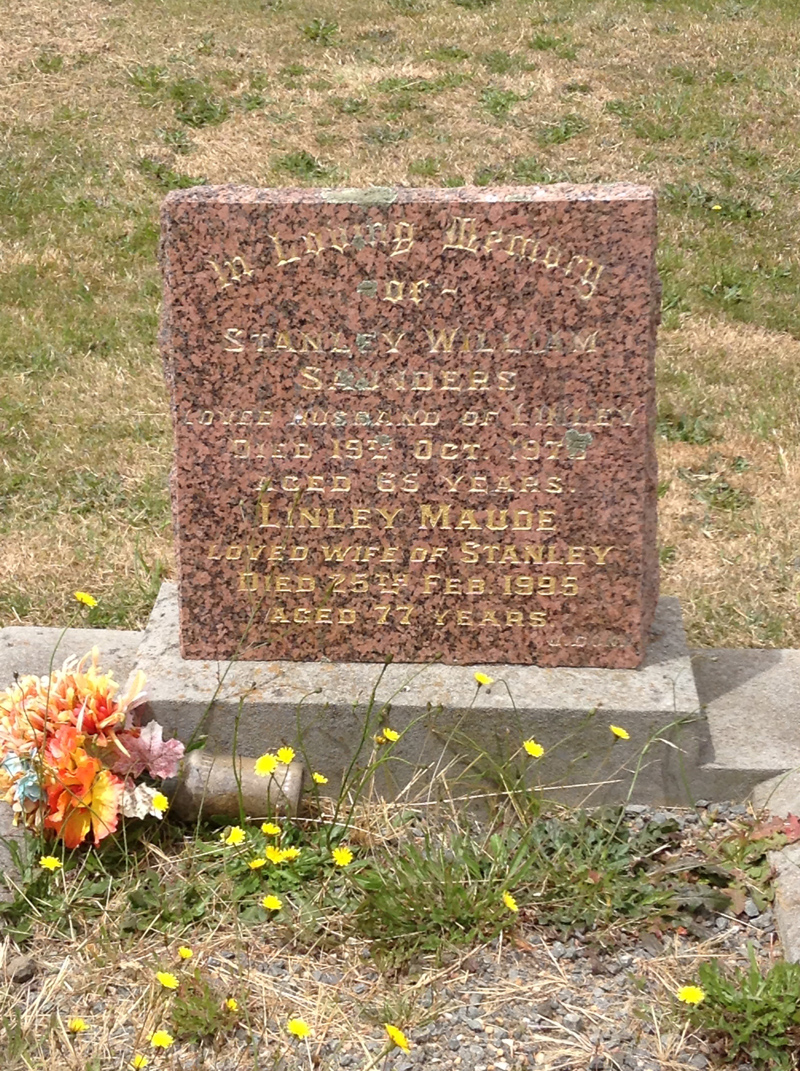 In Loving Memory
- of -
STANLEY WILLIAM
SAUNDERS
LOVED HUSBAND OF LINLEY
DIED 19TH OCT.
AGED 65 YEARS.
LINLEY MAUDE
LOVED WIFE OF STANLEY
DIED 25TH FEB. 1995
AGED 77 YEARS